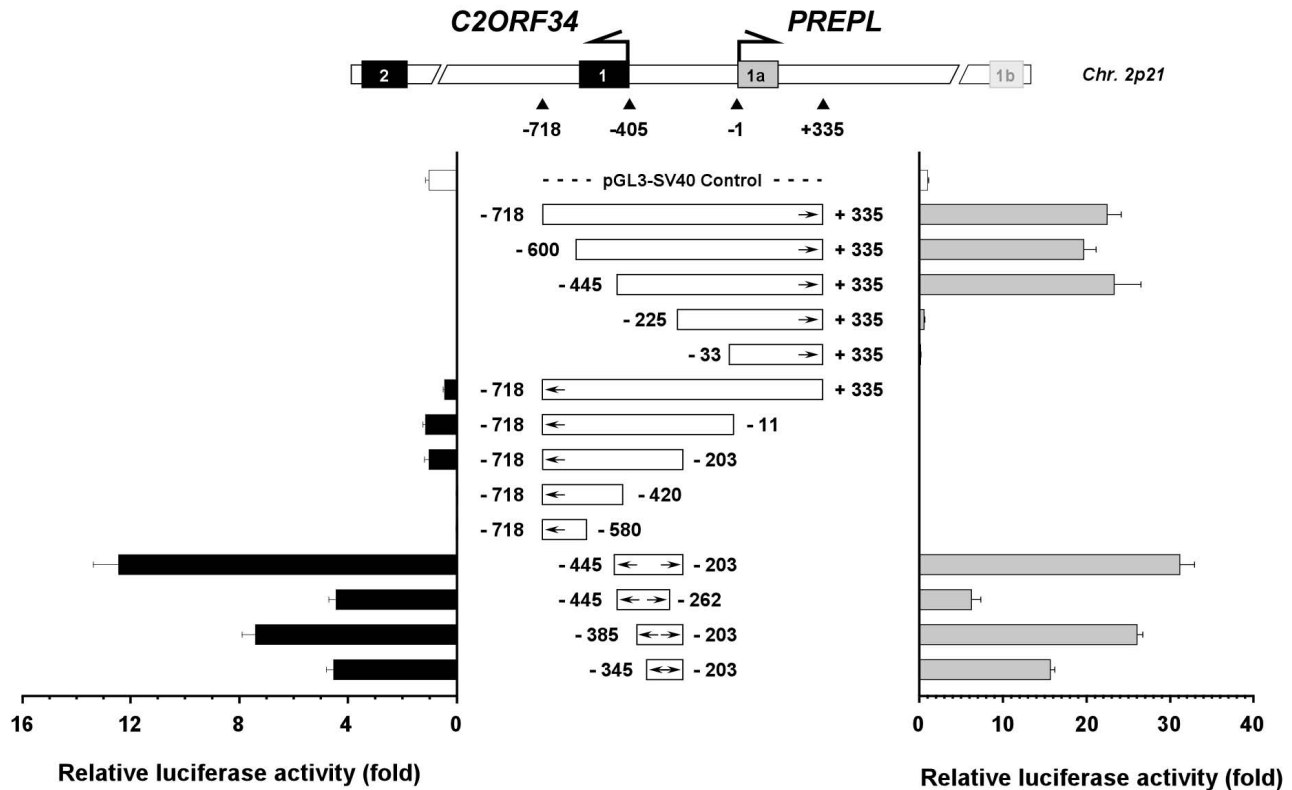 C2ORF34 PREPL
2 1 1a 1b Chr. 2p21
-718 -405 -1 +335
pGL3-SV40 Control
- 718 + 335
- 600 + 335
- 445 + 335
- 225 + 335
- 33 + 335
- 718 + 335
- 718 - 11
- 718 - 203
- 718 - 420
- 718 - 580
- 445 - 203
- 445 - 262
- 385 - 203
- 345 - 203
16 12 8 4 0 0 10 20 30 40
Relative luciferase activity (fold) Relative luciferase activity (fold)